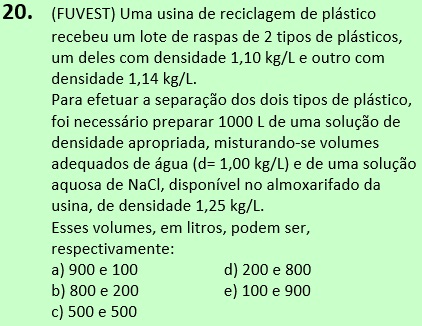 20. (FUVEST) Uma usina de reciclagem de plástico
recebeu um lote de raspas de 2 tipos de plásticos,
um deles com densidade 1,10 kg/L e outro com
densidade 1,14 kg/L.
Para efetuar a separação dos dois tipos de plástico,
foi necessário preparar 1000 L de uma solução de
densidade apropriada, misturando-se volumes
adequados de água (d= 1,00 kg/L) e de uma solução
aquosa de NaCl, disponível no almoxarifado da
usina, de densidade 1,25 kg/L.
Esses volumes, em litros, podem ser,
respectivamente:
a) 900 e 100 d) 200 e 800
b) 800 e 200 e) 100 e 900
c) 500 e 500